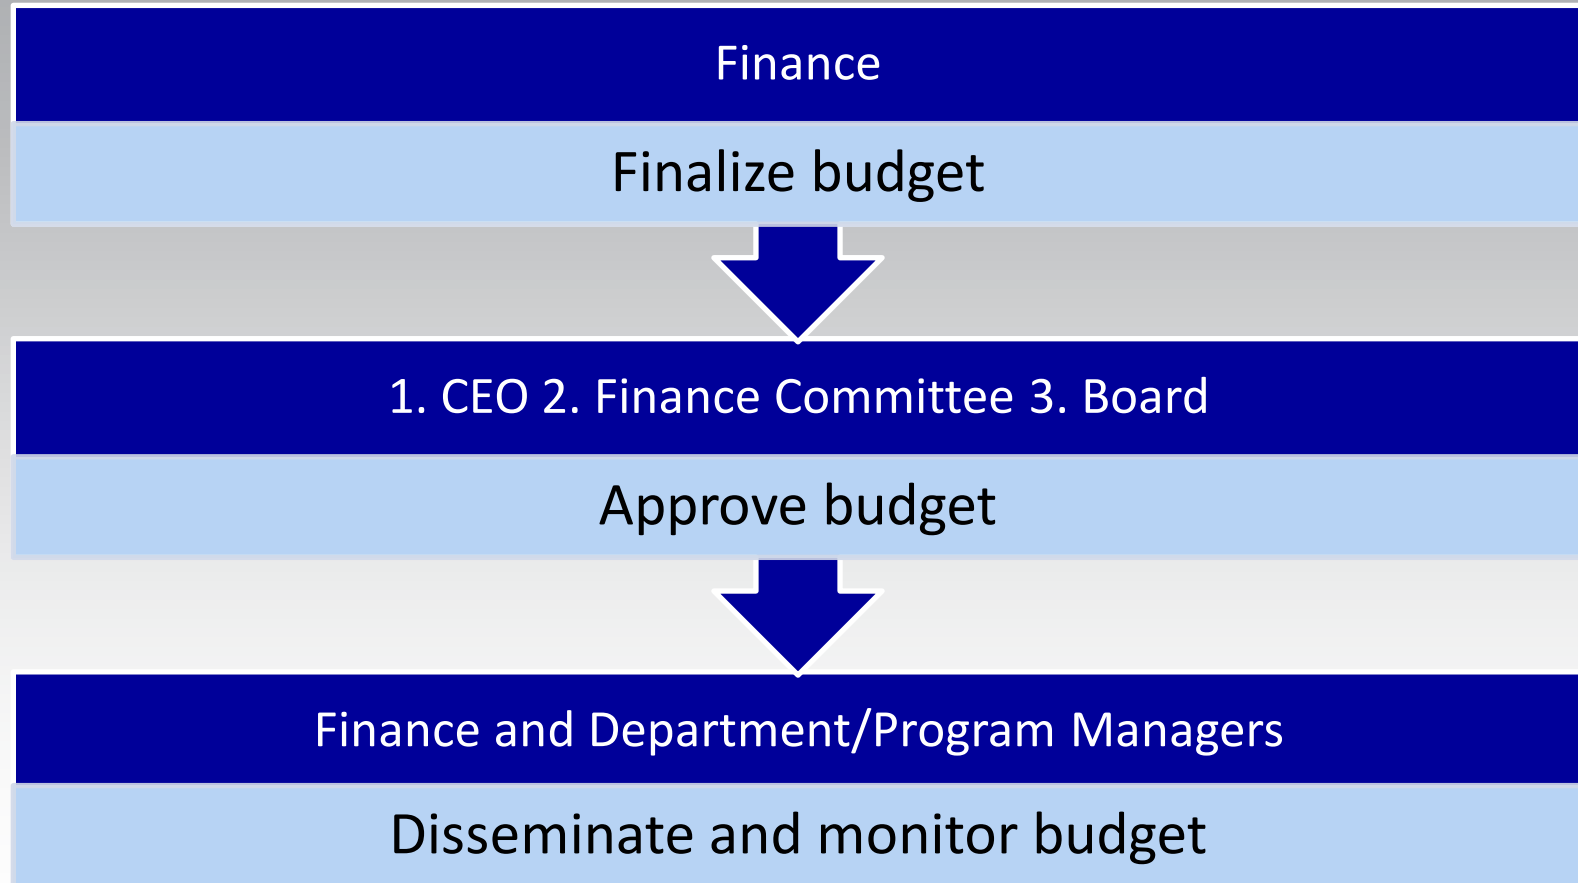 Finance
Finalize budget
1. CEO 2. Finance Committee 3. Board
Approve budget
Finance and Department/Program Managers
Disseminate and monitor budget